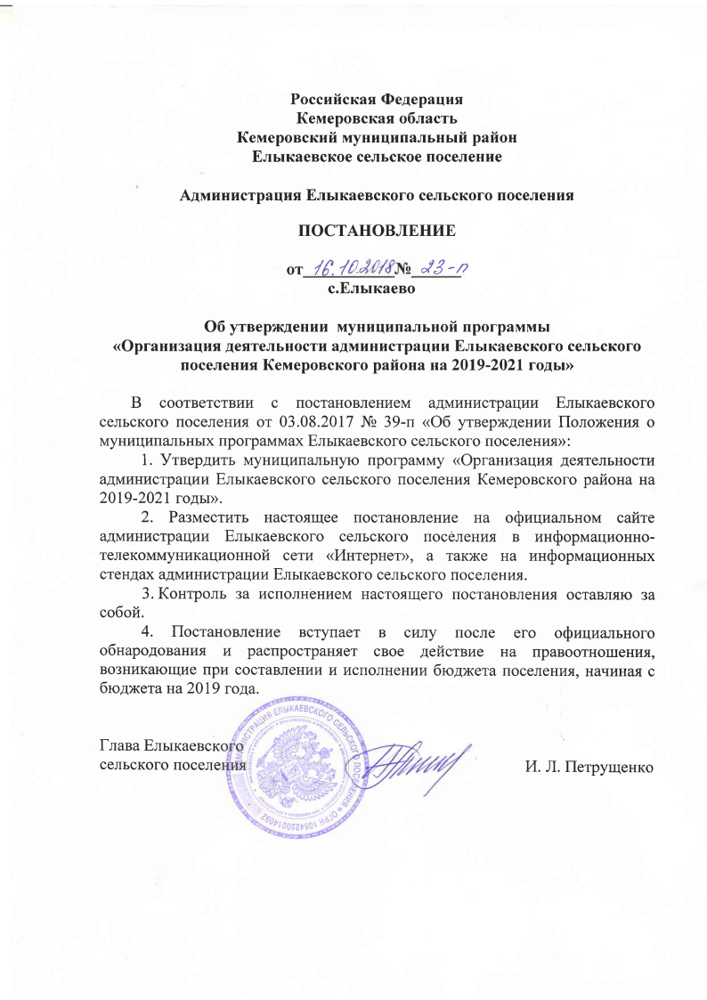 Российская Федерация
Кемеровская область
Кемеровский муниципальный район
Елыкаевское сельское поселение
Администрация Елыкаевского сельского поселения
ПОСТАНОВЛЕНИЕ
от 16.10.2018 № 23-п
с.Елыкаево
Об утверждении муниципальной программы
«Организация деятельности администрации Елыкаевского сельского
поселения Кемеровского района на 2019-2021 годы»
В соответствии с постановлением администрации Елыкаевского
сельского поселения от 03.08.2017 № 39-п «Об утверждении Положения о
муниципальных программах Елыкаевского сельского поселения»:
1. Утвердить муниципальную программу «Организация деятельности
администрации Елыкаевского сельского поселения Кемеровского района на
2019-2021 годы».
2. Разместить настоящее постановление на официальном сайте
администрации Елыкаевского сельского поселения в информационно-
телекоммуникационной сети «Интернет», а также на информационных
стендах администрации Елыкаевского сельского поселения.
3. Контроль за исполнением настоящего постановления оставляю за
собой.
4. Постановление вступает в силу после его официального
обнародования и распространяет свое действие на правоотношения,
возникающие при составлении и исполнении бюджета поселения, начиная с
бюджета на 2019 года.
Глава Елыкаевского
сельского поселения
И. Л. Петрущенко
АДМИНИСТРАЦИЯ ЕЛЫКАЕВСКОГО СЕЛЬСКОГО ПОСЕЛЕНИЯ * ОГРН 1054250014092